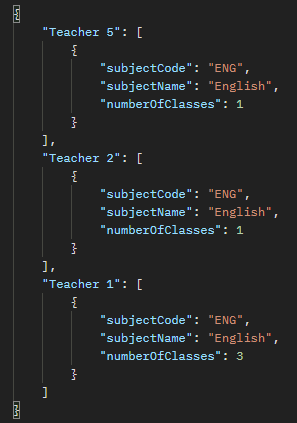 {
    "Teacher 5": [
        {
            "subjectCode": "ENG",
            "subjectName": "English",
            "numberOfClasses": 1
        }
    ],
    "Teacher 2": [
        {
            "subjectCode": "ENG",
            "subjectName": "English",
            "numberOfClasses": 1
        }
    ],
    "Teacher 1": [
        {
            "subjectCode": "ENG",
            "subjectName": "English",
            "numberOfClasses": 3
        }
    ]
}